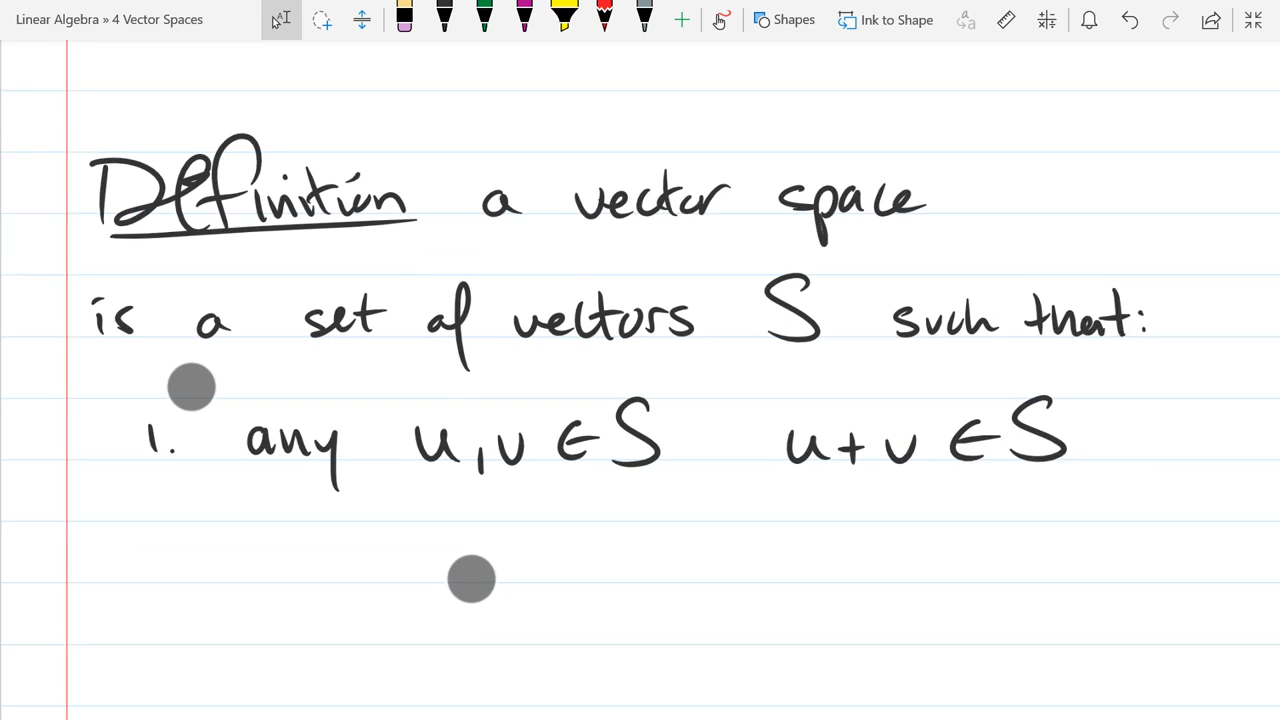 Linear Algebra » 4 Vector Spaces
Shapes
Ink to Shape
Definition a vector space
is a set of vectors S such that:
1. any u, v ∈ S u + v ∈ S